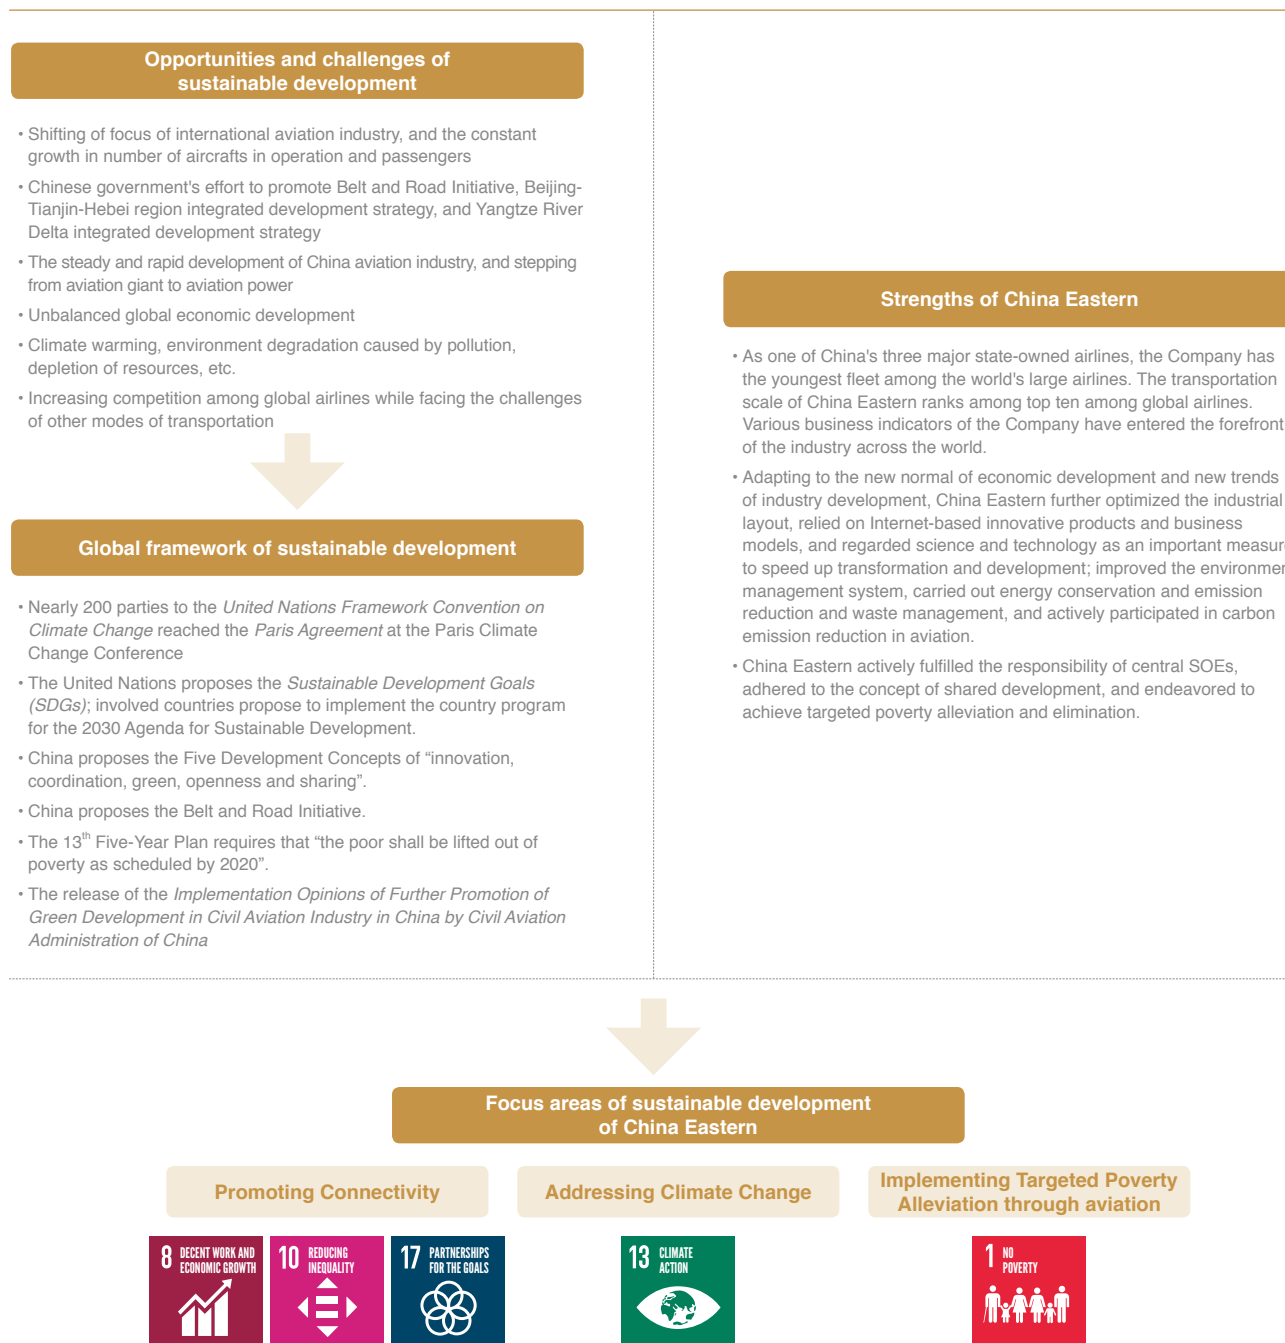 Opportunities and challenges of
sustainable development
• Shifting of focus of international aviation industry, and the constant
growth in number of aircrafts in operation and passengers
• Chinese government's effort to promote Belt and Road Initiative, Beijing-
Tianjin-Hebei region integrated development strategy, and Yangtze River
Delta integrated development strategy
• The steady and rapid development of China aviation industry, and stepping
from aviation giant to aviation power
• Unbalanced global economic development
• Climate warming, environment degradation caused by pollution,
depletion of resources, etc.
• Increasing competition among global airlines while facing the challenges
of other modes of transportation
Global framework of sustainable development
• Nearly 200 parties to the United Nations Framework Convention on
Climate Change reached the Paris Agreement at the Paris Climate
Change Conference
• The United Nations proposes the Sustainable Development Goals
(SDGs); involved countries propose to implement the country program
for the 2030 Agenda for Sustainable Development.
• China proposes the Five Development Concepts of “innovation,
coordination, green, openness and sharing”.
• China proposes the Belt and Road Initiative.
• The 13th Five-Year Plan requires that “the poor shall be lifted out of
poverty as scheduled by 2020”.
• The release of the Implementation Opinions of Further Promotion of
Green Development in Civil Aviation Industry in China by Civil Aviation
Administration of China
Strengths of China Eastern
• As one of China's three major state-owned airlines, the Company has
the youngest fleet among the world's large airlines. The transportation
scale of China Eastern ranks among top ten among global airlines.
Various business indicators of the Company have entered the forefront
of the industry across the world.
• Adapting to the new normal of economic development and new trends
of industry development, China Eastern further optimized the industrial
layout, relied on Internet-based innovative products and business
models, and regarded science and technology as an important measur
to speed up transformation and development; improved the environmen
management system, carried out energy conservation and emission
reduction and waste management, and actively participated in carbon
emission reduction in aviation.
• China Eastern actively fulfilled the responsibility of central SOEs,
adhered to the concept of shared development, and endeavored to
achieve targeted poverty alleviation and elimination.
Focus areas of sustainable development
of China Eastern
Promoting Connectivity
Addressing Climate Change
Implementing Targeted Poverty
Alleviation through aviation
8 DECENT WORK AND
ECONOMIC GROWTH
10 REDUCING
INEQUALITY
17 PARTNERSHIPS
FOR THE GOALS
13 CLIMATE
ACTION
1 NO
POVERTY